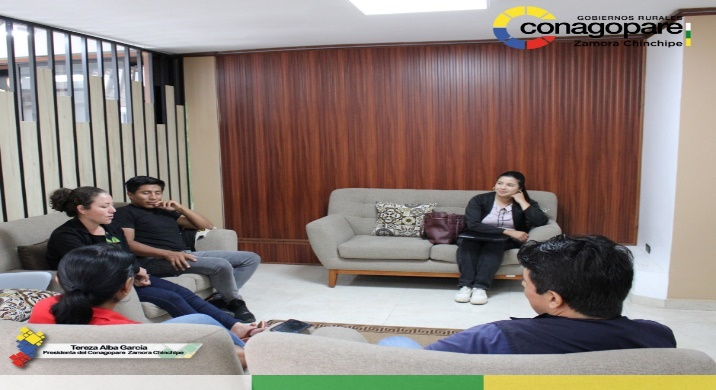 GOBIERNOS RURALES
conagopare
Zamora Chinchipe
Tereza Alba García
Presidenta del Conagopare Zamora Chinchipe